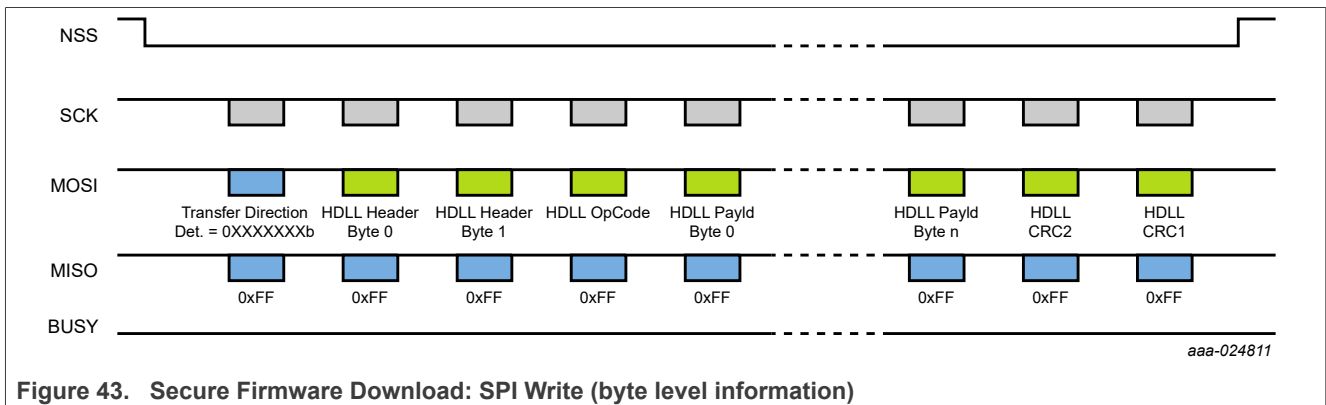 NSS
SCK
MOSI
Transfer Direction HDLL Header HDLL Header HDLL OpCode HDLL Payld HDLL Payld HDLL HDLL
Det. = 0XXXXXXXb Byte 0 Byte 1 Byte 0 Byte n CRC2 CRC1
MISO
0xFF 0xFF 0xFF 0xFF 0xFF 0xFF 0xFF 0xFF
BUSY
aaa-024811
Figure 43. Secure Firmware Download: SPI Write (byte level information)